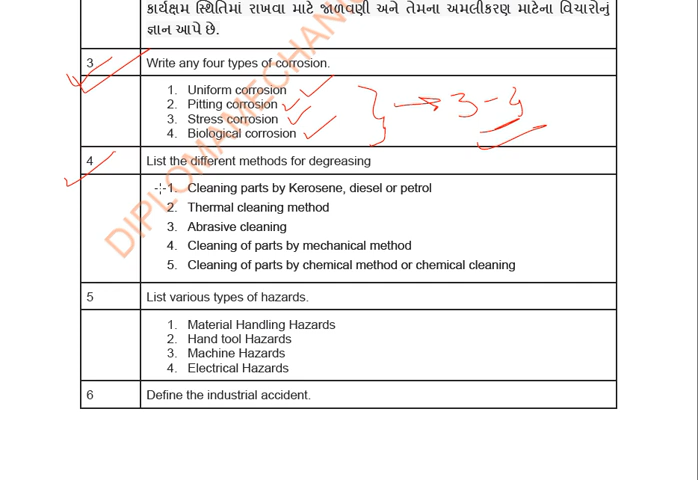 કાર્યક્ષમ સ્થિતિમાં રાખવા માટે જાળવણી અને તેમના અમલીકરણ માટેના વિચારોનું
જ્ઞાન આપે છે.
3 Write any four types of corrosion.
1. Uniform corrosion
2. Pitting corrosion
3. Stress corrosion
4. Biological corrosion
3-4
4 List the different methods for degreasing
1. Cleaning parts by Kerosene, diesel or petrol
2. Thermal cleaning method
3. Abrasive cleaning
4. Cleaning of parts by mechanical method
5. Cleaning of parts by chemical method or chemical cleaning
5 List various types of hazards.
1. Material Handling Hazards
2. Hand tool Hazards
3. Machine Hazards
4. Electrical Hazards
6 Define the industrial accident.
DIPLOMAMECHANIC